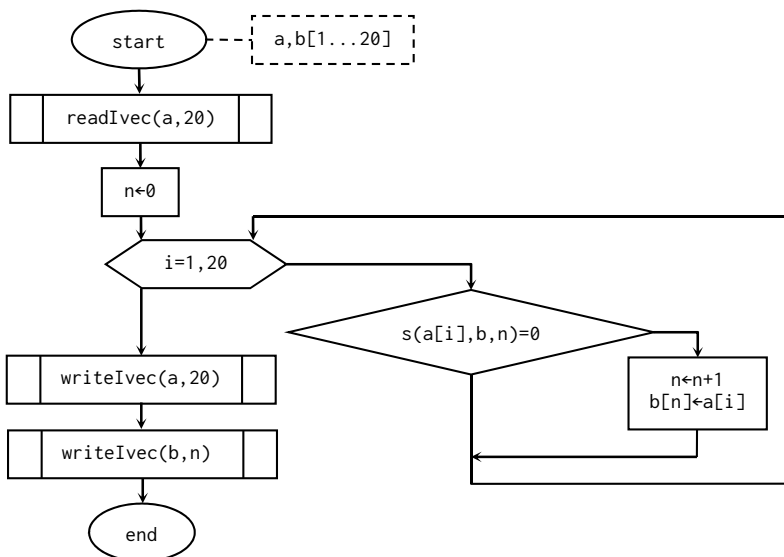 start
a,b[1...20]
readIvec(a,20)
n←0
i=1,20
s(a[i],b,n)=0
n←n+1
b[n]←a[i]
writeIvec(a,20)
writeIvec(b,n)
end